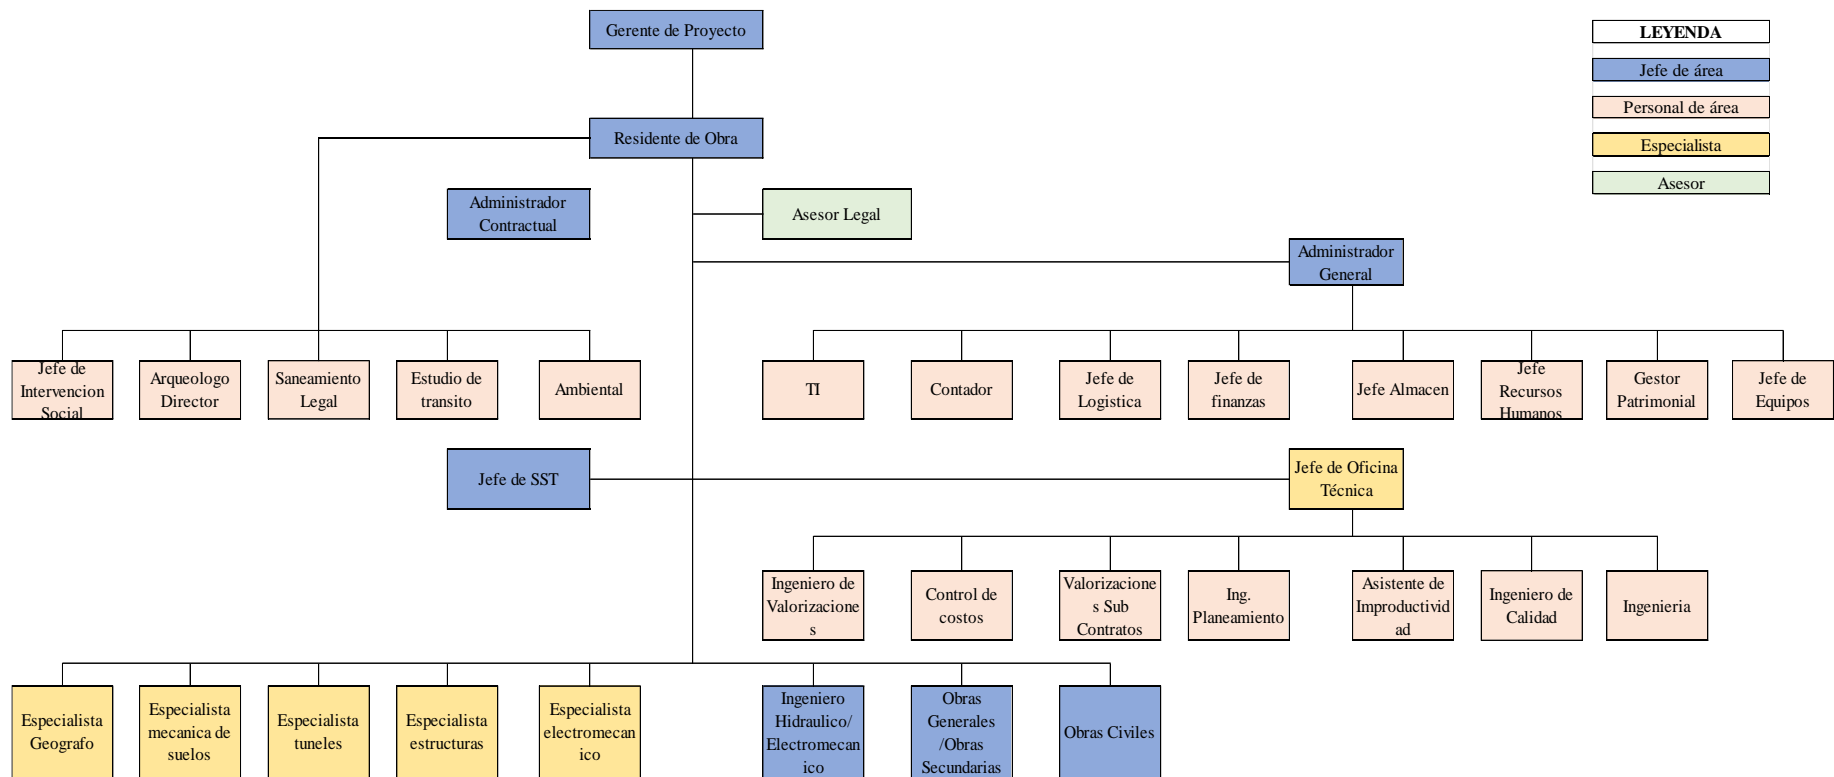 Gerente de Proyecto
LEYENDA
Jefe de área
Personal de área
Especialista
Asesor
Residente de Obra
Administrador
Contractual
Asesor Legal
Administrador
General
Jefe de
Intervencion
Social
Arqueologo
Director
Saneamiento
Legal
Estudio de
transito
Ambiental
TI
Contador
Jefe de
Logistica
Jefe de
finanzas
Jefe Almacen
Jefe
Recursos
Humanos
Gestor
Patrimonial
Jefe de
Equipos
Jefe de SST
Jefe de Oficina
Técnica
Ingeniero de
Valorizacione
s
Control de
costos
Valorizacione
s Sub
Contratos
Ing.
Planeamiento
Asistente de
Improductivid
ad
Ingeniero de
Calidad
Ingenieria
Especialista
Geografo
Especialista
mecanica de
suelos
Especialista
tuneles
Especialista
estructuras
Especialista
electromecan
ico
Ingeniero
Hidraulico/
Electromecan
ico
Obras
Generales
/Obras
Secundarias
Obras Civiles